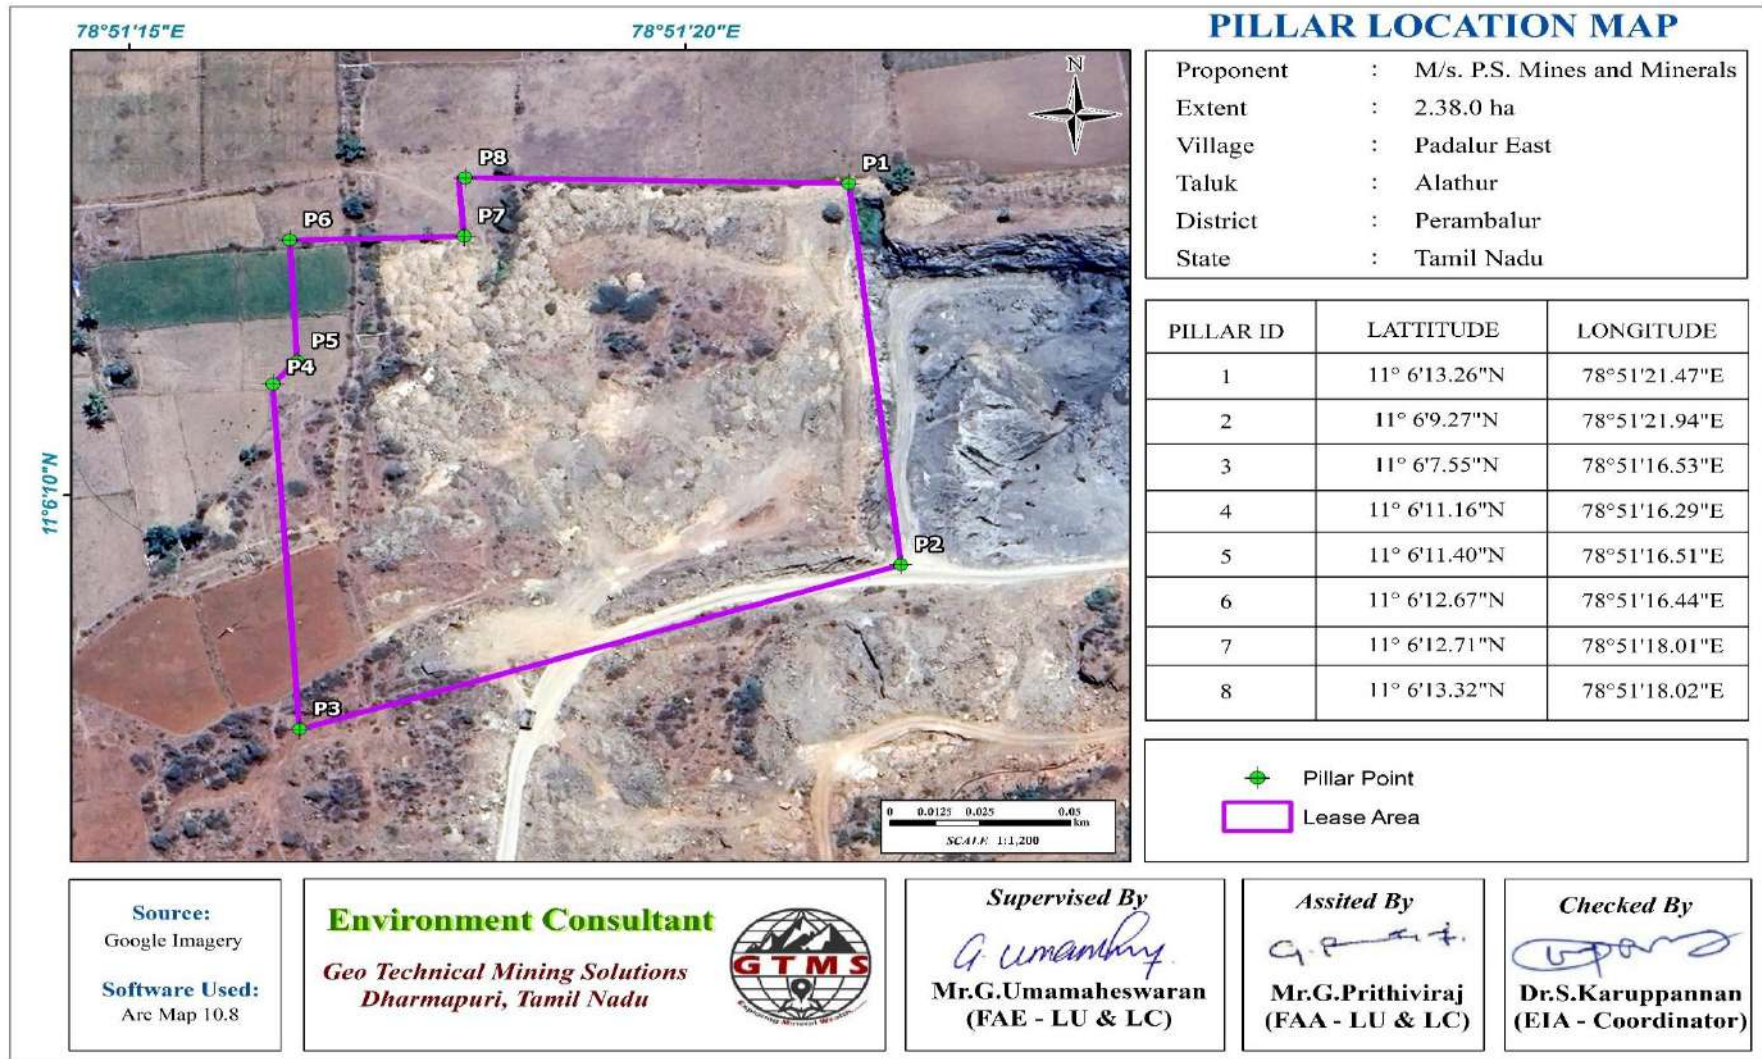 78°51'15"E
78°51'20"E
11°6'10"N
N
P8
P1
P7
P6
P5
P4
P2
P3
0 0.0125 0.025 0.05
km
SCALE 1:1,200
PILLAR LOCATION MAP
Proponent : M/s. P.S. Mines and Minerals
Extent : 2.38.0 ha
Village : Padalur East
Taluk : Alathur
District : Perambalur
State : Tamil Nadu
PILLAR ID LATTITUDE LONGITUDE
1 11° 6'13.26"N 78°51'21.47"E
2 11° 6'9.27"N 78°51'21.94"E
3 11° 6'7.55"N 78°51'16.53"E
4 11° 6'11.16"N 78°51'16.29"E
5 11° 6'11.40"N 78°51'16.51"E
6 11° 6'12.67"N 78°51'16.44"E
7 11° 6'12.71"N 78°51'18.01"E
8 11° 6'13.32"N 78°51'18.02"E
Pillar Point
Lease Area
Source:
Google Imagery
Software Used:
Arc Map 10.8
Environment Consultant
Geo Technical Mining Solutions
Dharmapuri, Tamil Nadu
GTMS
Exploring Mineral Wealth.....
Supervised By
Mr.G.Umamaheswaran
(FAE - LU & LC)
Assited By
Mr.G.Prithiviraj
(FAA - LU & LC)
Checked By
Dr.S.Karuppannan
(EIA - Coordinator)